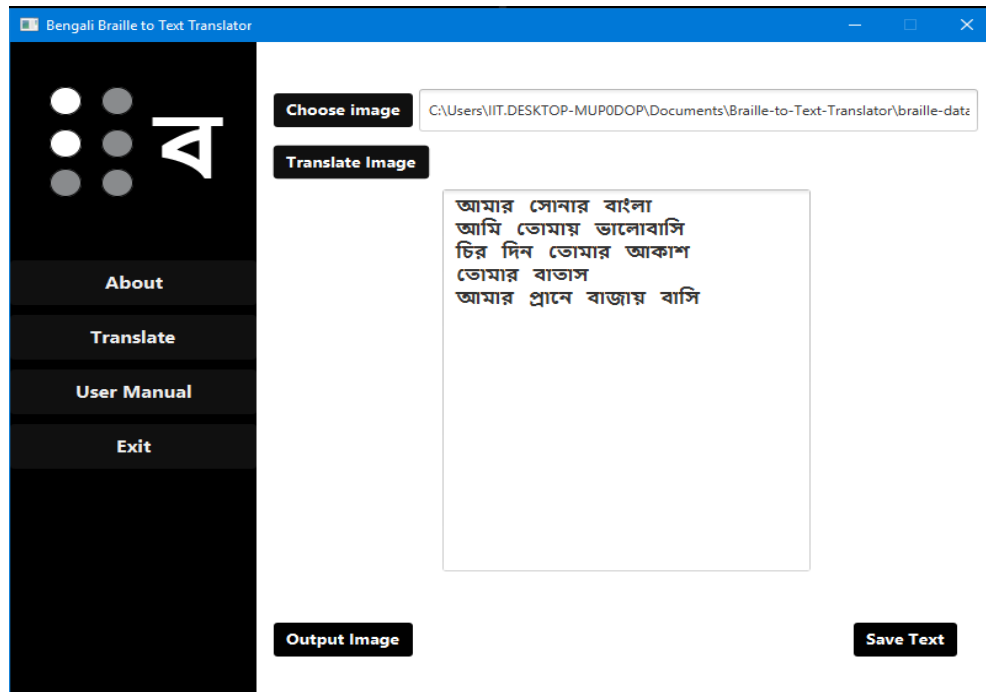 Bengali Braille to Text Translator
ব
Choose image
C:\Users\IIT.DESKTOP-MUP0DOP\Documents\Braille-to-Text-Translator\braille-data
Translate Image
আমার সোনার বাংলা
আমি তোমায় ভালোবাসি
চির দিন তোমার আকাশ
তোমার বাতাস
আমার প্রানে বাজায় বাসি
About
Translate
User Manual
Exit
Output Image
Save Text